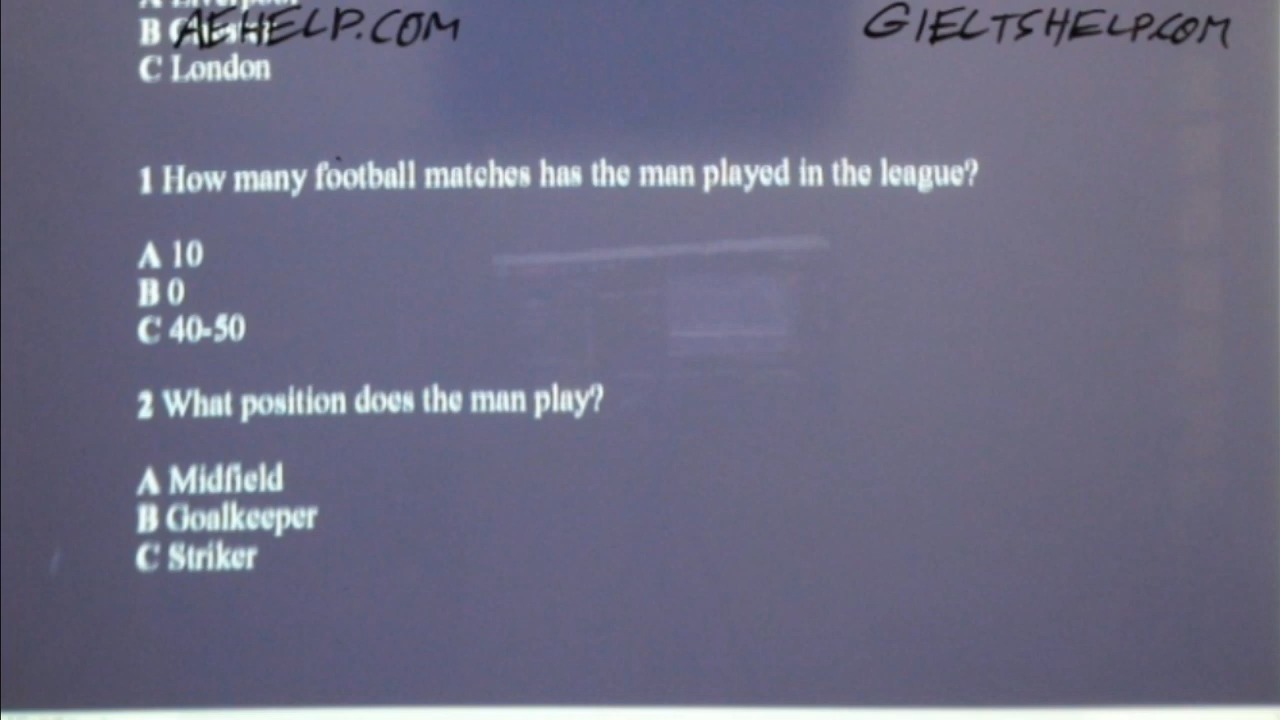 A Liverpool
B
AEHELP.COM
GIELTSHELP.COM
C London
1 How many football matches has the man played in the league?
A 10
B 0
C 40-50
2 What position does the man play?
A Midfield
B Goalkeeper
C Striker